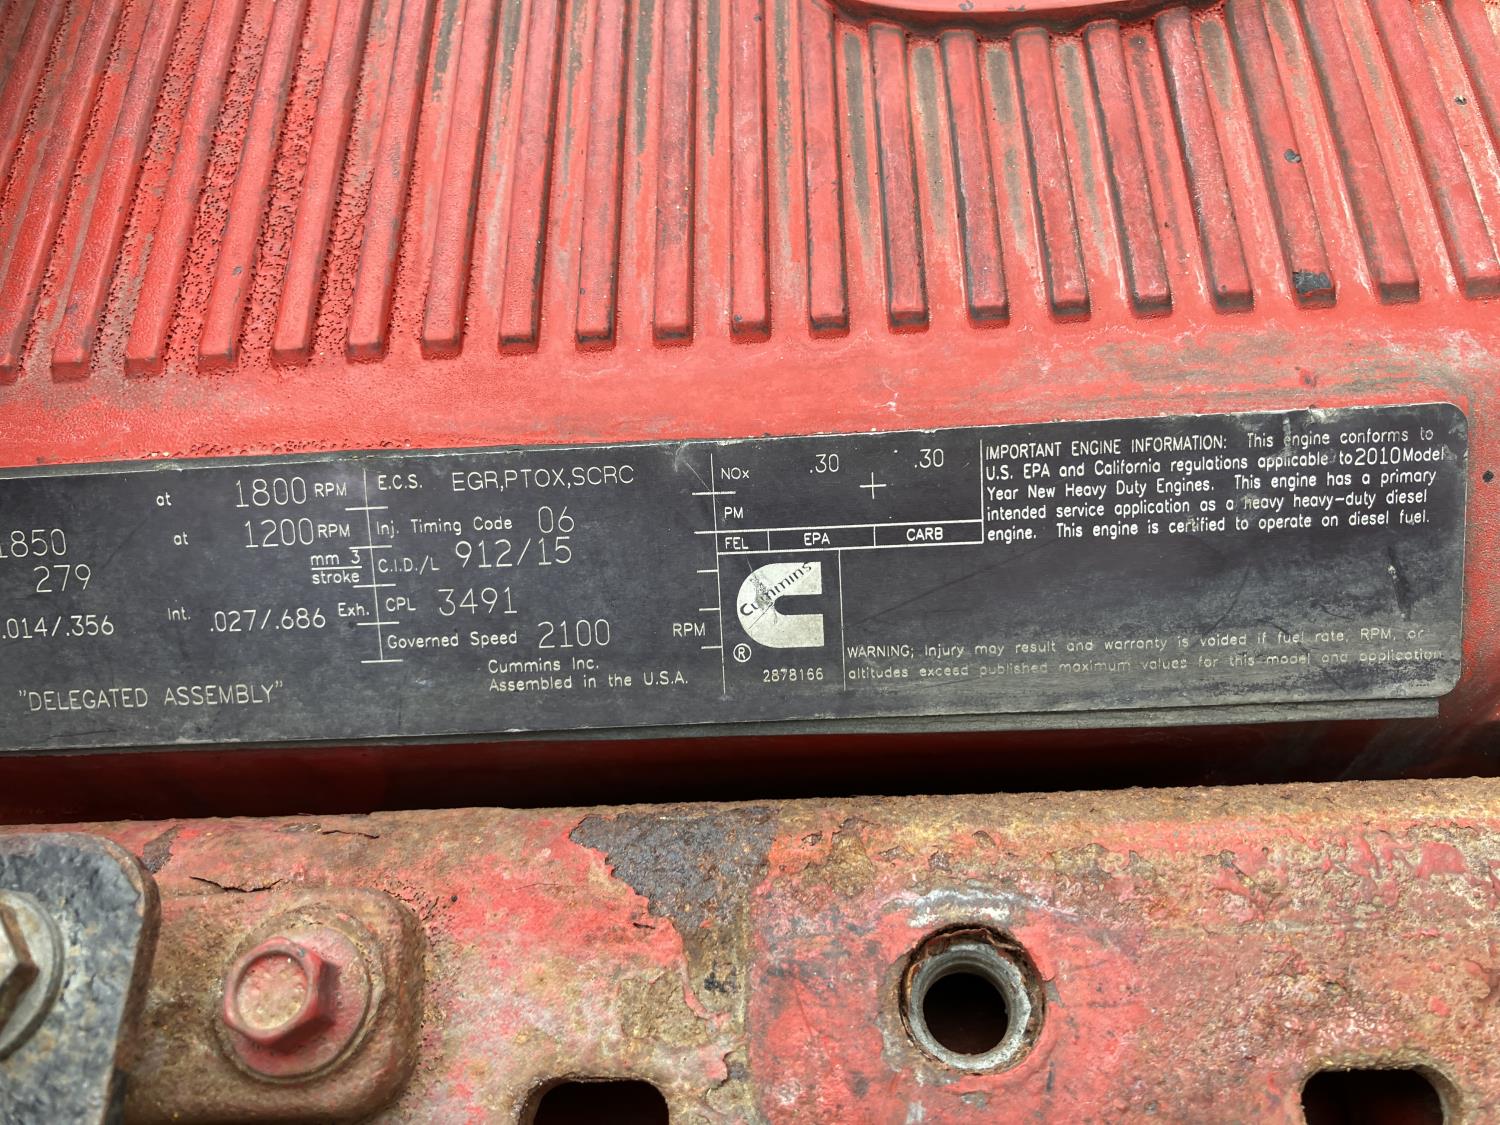 at 1800 RPM
1850 at 1200 RPM
279 mm 3
stroke
.014/.356 Int. .027/.686 Exh.
"DELEGATED ASSEMBLY"
E.C.S. EGR,PTOX,SCRC
Inj. Timing Code 06
C.I.D./L 912/15
CPL 3491
Governed Speed 2100 RPM
Cummins Inc.
Assembled in the U.S.A.
NOx .30 .30
PM
FEL EPA CARB
Cummins
®
2878166
IMPORTANT ENGINE INFORMATION: This engine conforms to
U.S. EPA and California regulations applicable to 2010 Model
Year New Heavy Duty Engines. This engine has a primary
intended service application as a heavy heavy-duty diesel
engine. This engine is certified to operate on diesel fuel.
WARNING; Injury may result and warranty is voided if fuel rate, RPM, or
altitudes exceed published maximum values for this model and application